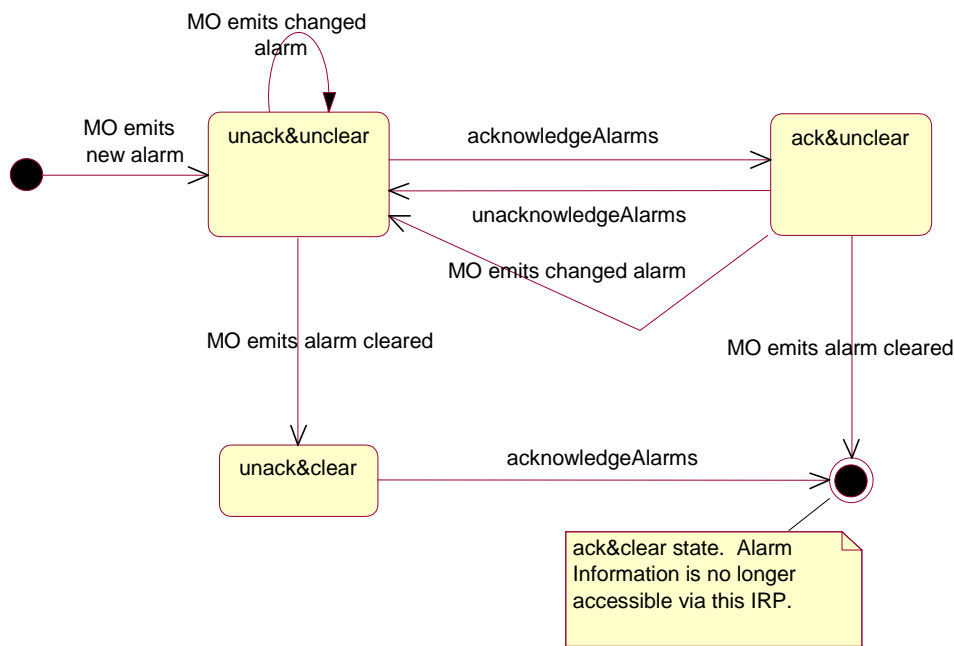 MO emits changed
alarm
MO emits
new alarm
unack&unclear
acknowledgeAlarms
ack&unclear
unacknowledgeAlarms
MO emits changed alarm
MO emits alarm cleared
MO emits alarm cleared
unack&clear
acknowledgeAlarms
ack&clear state.  Alarm
Information is no longer
accessible via this IRP.